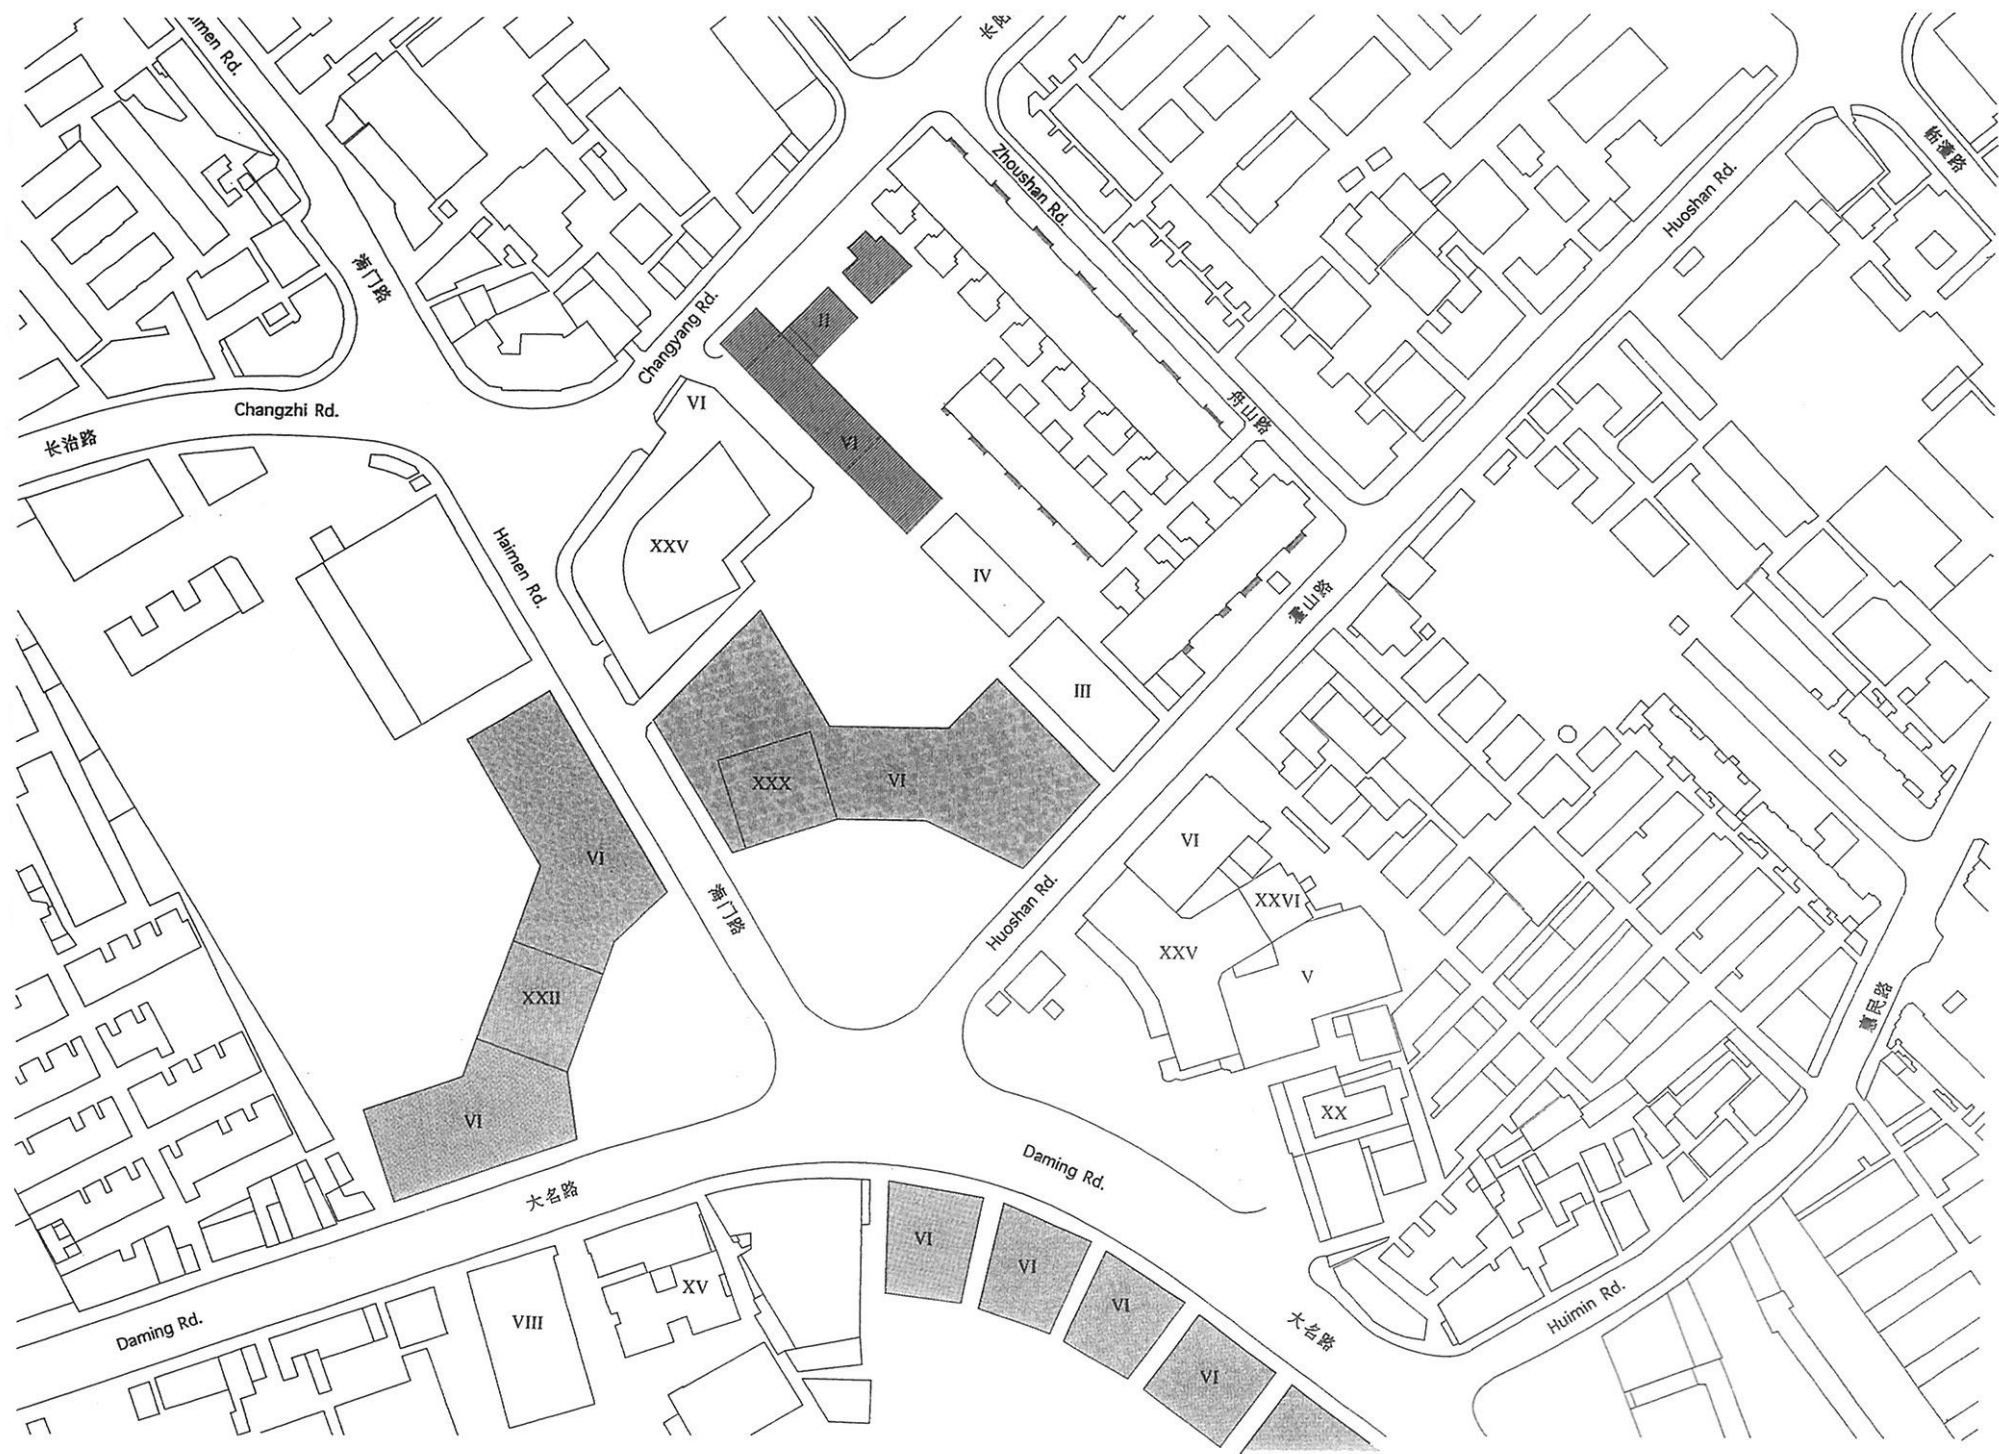 Zhoushan Rd.
Huoshan Rd.
临潼路
海门路
Changyang Rd.
II
Changzhi Rd.
VI
长治路
舟山路
VI
XXV
Haimen Rd.
IV
霍山路
III
XXX
VI
VI
VI
海门路
Huoshan Rd.
XXVI
XXV
V
XXII
惠民路
VI
XX
Daming Rd.
大名路
VI
VI
XV
VI
VIII
大名路
Huimin Rd.
Daming Rd.
VI